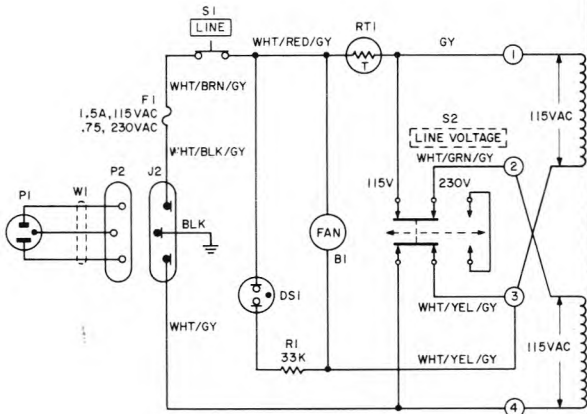 S1
LINE
WHT/RED/GY
RT1
T
GY
1
WHT/BRN/GY
F1
1.5A, 115VAC
.75, 230VAC
S2
LINE VOLTAGE
115VAC
WHT/BLK/GY
WHT/GRN/GY
2
P1
W1
P2
J2
115V
230V
BLK
FAN
B1
DS1
3
WHT/YEL/GY
WHT/GY
R1
33K
WHT/YEL/GY
115VAC
4